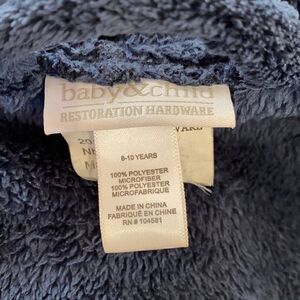 baby&child
RESTORATION HARDWARE
8-10 YEARS
100% POLYESTER
MICROFIBER
100% POLYESTER
MICROFABRIQUE
MADE IN CHINA
FABRIQUÉ EN CHINE
RN # 104581